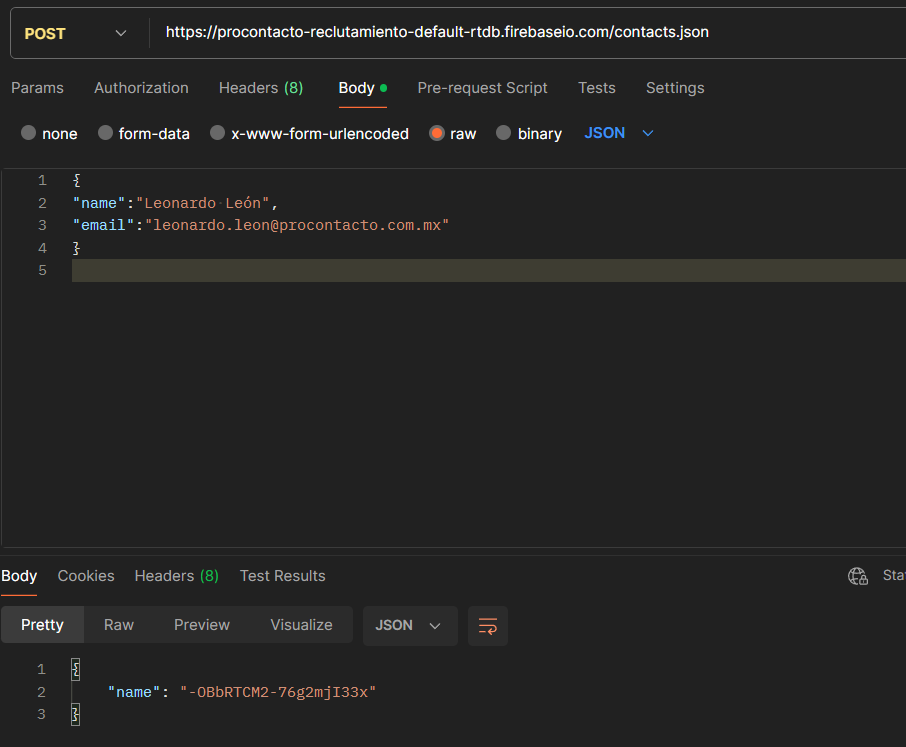 POST https://procontacto-reclutamiento-default-rtdb.firebaseio.com/contacts.json
Params Authorization Headers (8) Body Pre-request Script Tests Settings
none form-data x-www-form-urlencoded raw binary JSON
1 {
2 "name":"Leonardo León",
3 "email":"leonardo.leon@procontacto.com.mx"
4 }
5
Body Cookies Headers (8) Test Results
Pretty Raw Preview Visualize JSON
1 {
2 "name": "-OBbRTCM2-76g2mjI33x"
3 }